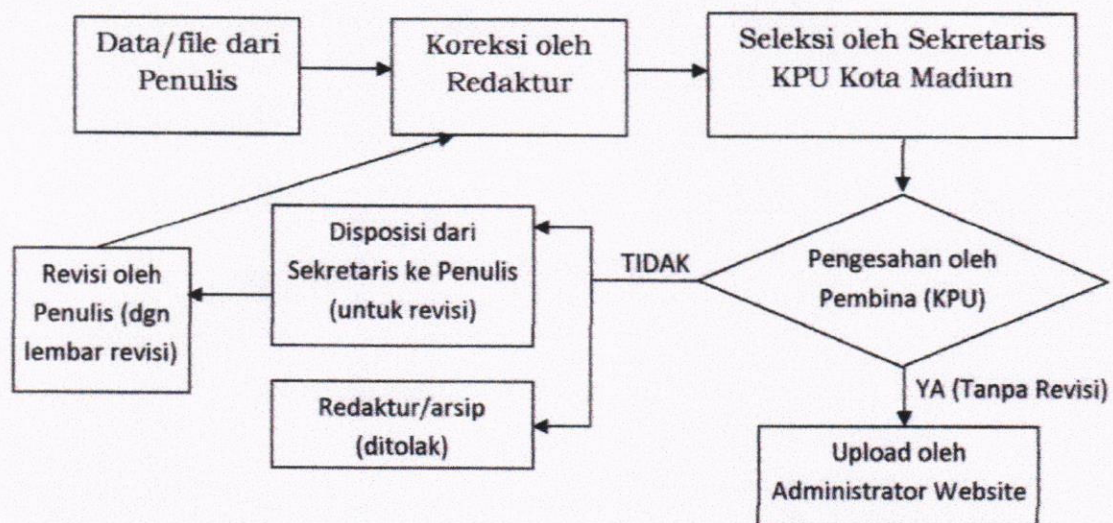 Data/file dari
Penulis
Koreksi oleh
Redaktur
Seleksi oleh Sekretaris
KPU Kota Madiun
Pengesahan oleh
Pembina (KPU)
TIDAK
Disposisi dari
Sekretaris ke Penulis
(untuk revisi)
Revisi oleh
Penulis (dgn
lembar revisi)
Redaktur/arsip
(ditolak)
YA (Tanpa Revisi)
Upload oleh
Administrator Website